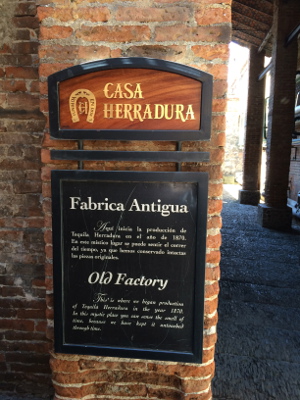 CASA
HERRADURA
Fabrica Antigua
Aquí inicia la producción de
Tequila Herradura en el año de 1870.
En este místico lugar se puede sentir el correr
del tiempo, ya que hemos conservado intactas
las piezas originales.
Old Factory
This is where we began production
of Tequila Herradura in the year 1870.
In this mystic place you can sense the smell of
time, because we have kept it untouched
through time.